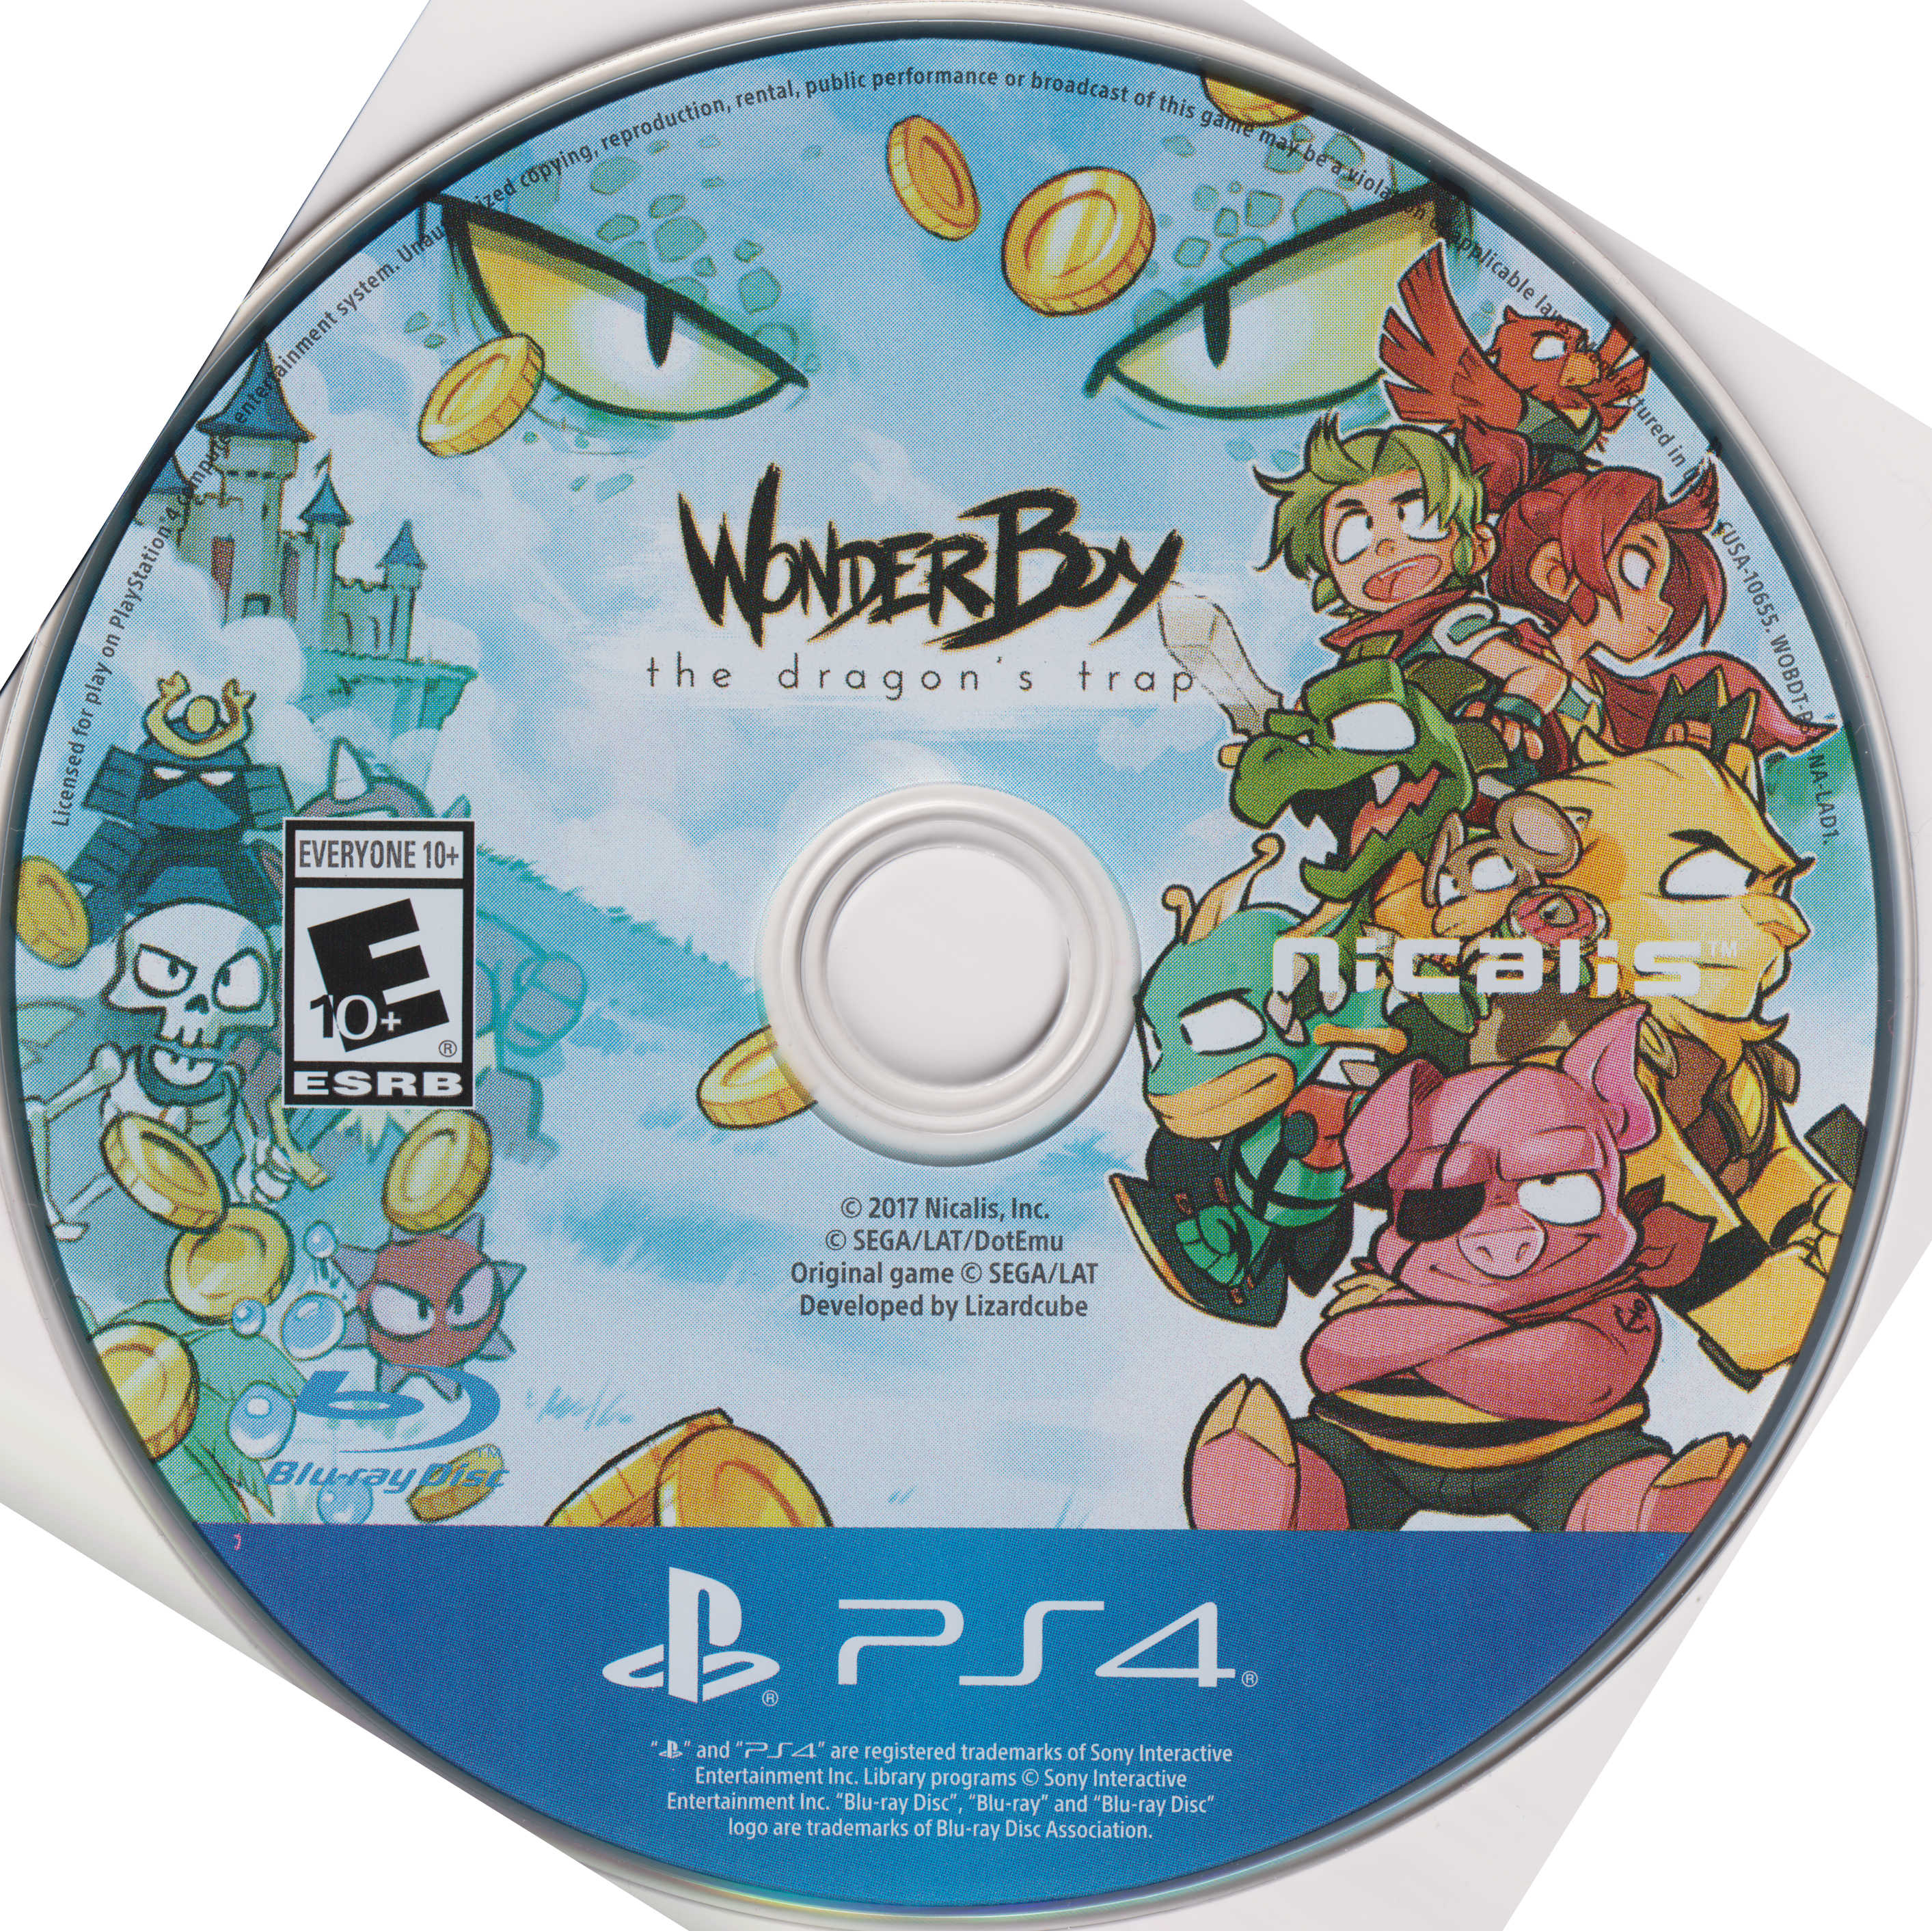 Licensed for play on PlayStation®4 computer entertainment system. Unauthorized copying, reproduction, rental, public performance or broadcast of this game may be a violation of applicable laws. Manufactured in CUSA-10655. WOBDT-P NA-LAD1.
WONDER BOY
the dragon's trap
EVERYONE 10+
E
10+
®
ESRB
nicalis™
© 2017 Nicalis, Inc.
© SEGA/LAT/DotEmu
Original game © SEGA/LAT
Developed by Lizardcube
Blu-ray Disc
PS4®
®
“ ” and “PS4” are registered trademarks of Sony Interactive
Entertainment Inc. Library programs © Sony Interactive
Entertainment Inc. “Blu-ray Disc”, “Blu-ray” and “Blu-ray Disc”
logo are trademarks of Blu-ray Disc Association.